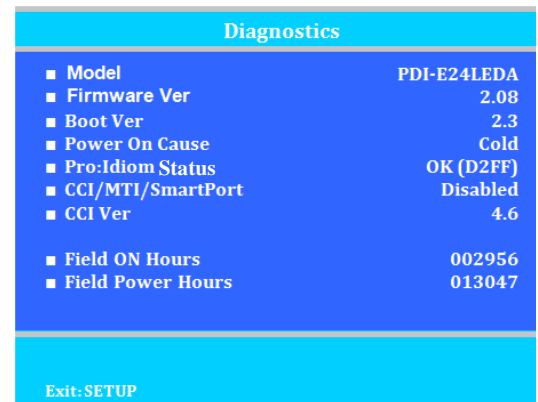 Diagnostics
Model PDI-E24LEDA
Firmware Ver 2.08
Boot Ver 2.3
Power On Cause Cold
Pro:Idiom Status OK (D2FF)
CCI/MTI/SmartPort Disabled
CCI Ver 4.6
Field ON Hours 002956
Field Power Hours 013047
Exit:SETUP